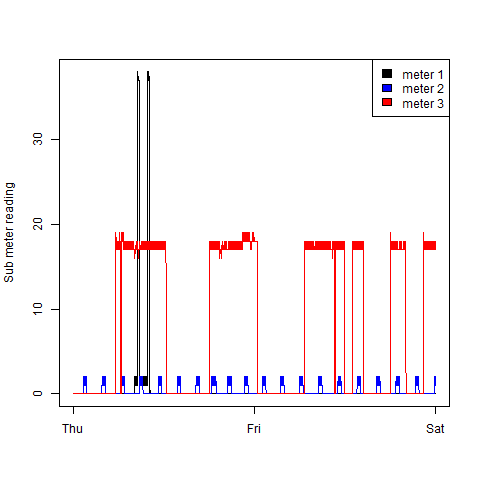 meter 1
meter 2
meter 3
Sub meter reading
30
20
10
0
Thu Fri Sat